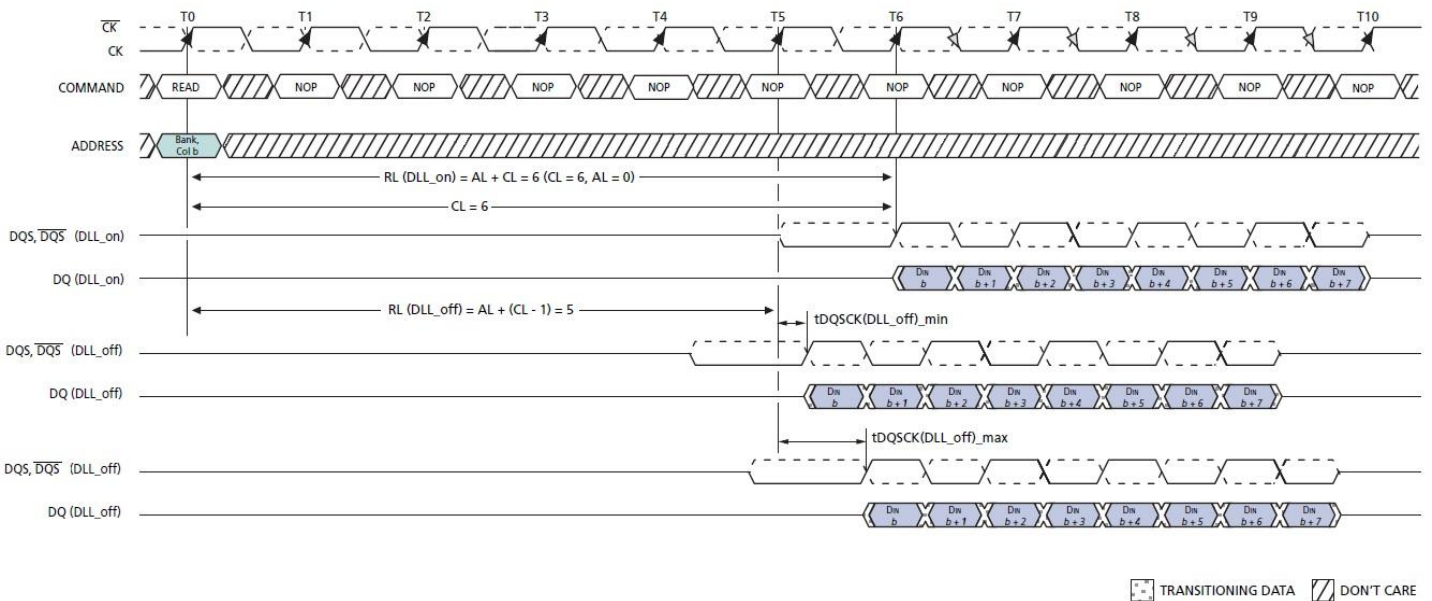 T0 T1 T2 T3 T4 T5 T6 T7 T8 T9 T10
CK
CK
COMMAND READ NOP NOP NOP NOP NOP NOP NOP NOP NOP NOP
ADDRESS Bank,
Col b
RL (DLL_on) = AL + CL = 6 (CL = 6, AL = 0)
CL = 6
DQS, DQS (DLL_on)
DQ (DLL_on) DIN DIN DIN DIN DIN DIN DIN DIN
b b + 1 b + 2 b + 3 b + 4 b + 5 b + 6 b + 7
RL (DLL_off) = AL + (CL - 1) = 5
tDQSCK(DLL_off)_min
DQS, DQS (DLL_off)
DQ (DLL_off) DIN DIN DIN DIN DIN DIN DIN DIN
b b + 1 b + 2 b + 3 b + 4 b + 5 b + 6 b + 7
tDQSCK(DLL_off)_max
DQS, DQS (DLL_off)
DQ (DLL_off) DIN DIN DIN DIN DIN DIN DIN DIN
b b + 1 b + 2 b + 3 b + 4 b + 5 b + 6 b + 7
TRANSITIONING DATA DON'T CARE